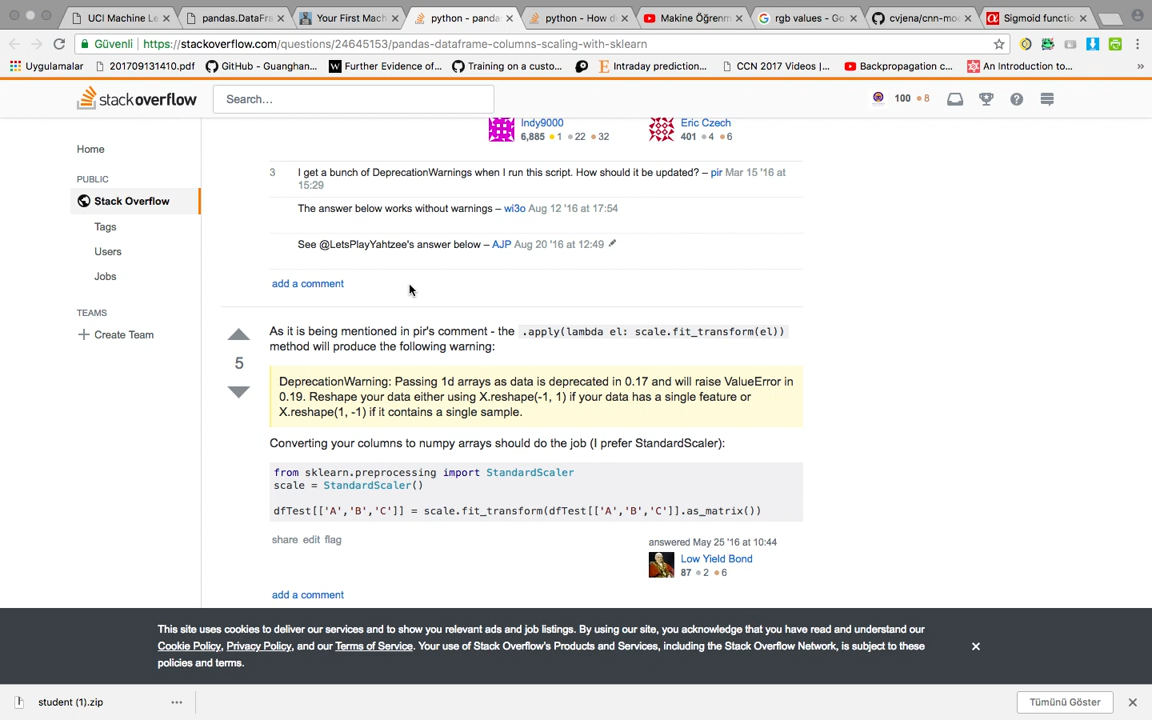 UCI Machine Le
pandas.DataFra
Your First Mach
python - panda
python - How d
Makine Öğrenm
rgb values - Go
cvjena/cnn-mo
Sigmoid functio
Güvenli
https://stackoverflow.com/questions/24645153/pandas-dataframe-columns-scaling-with-sklearn
Uygulamalar
201709131410.pdf
GitHub - Guanghan...
Further Evidence of...
Training on a custo...
Intraday prediction...
CCN 2017 Videos |...
Backpropagation c...
An Introduction to...
»
stackoverflow
Search...
100 8
Indy9000
6,885 1 22 32
Eric Czech
401 4 6
Home
PUBLIC
Stack Overflow
Tags
Users
Jobs
TEAMS
Create Team
3 I get a bunch of DeprecationWarnings when I run this script. How should it be updated? – pir Mar 15 '16 at
15:29
The answer below works without warnings – wi3o Aug 12 '16 at 17:54
See @LetsPlayYahtzee's answer below – AJP Aug 20 '16 at 12:49
add a comment
5
As it is being mentioned in pir's comment - the .apply(lambda el: scale.fit_transform(el))
method will produce the following warning:
DeprecationWarning: Passing 1d arrays as data is deprecated in 0.17 and will raise ValueError in
0.19. Reshape your data either using X.reshape(-1, 1) if your data has a single feature or
X.reshape(1, -1) if it contains a single sample.
Converting your columns to numpy arrays should do the job (I prefer StandardScaler):
from sklearn.preprocessing import StandardScaler
scale = StandardScaler()
dfTest[['A','B','C']] = scale.fit_transform(dfTest[['A','B','C']].as_matrix())
share edit flag
answered May 25 '16 at 10:44
Low Yield Bond
87 2 6
add a comment
This site uses cookies to deliver our services and to show you relevant ads and job listings. By using our site, you acknowledge that you have read and understand our
Cookie Policy, Privacy Policy, and our Terms of Service. Your use of Stack Overflow's Products and Services, including the Stack Overflow Network, is subject to these
policies and terms.
student (1).zip
Tümünü Göster